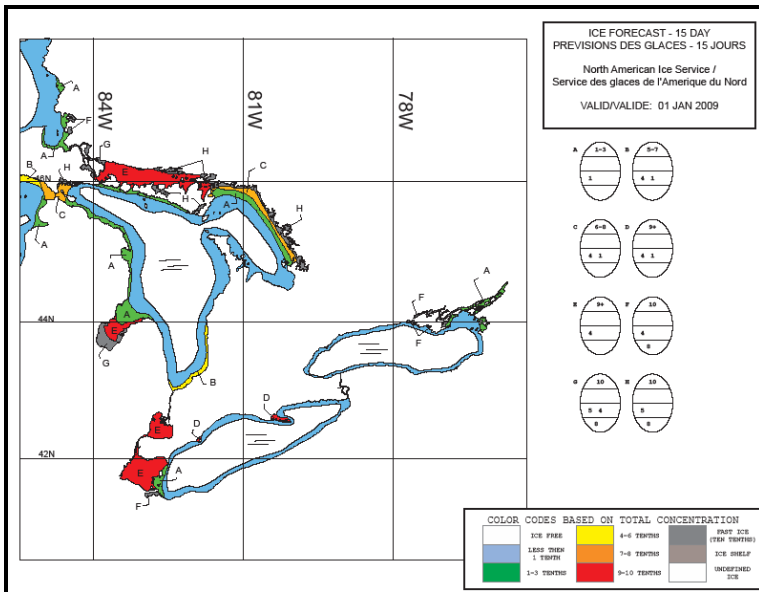 ICE FORECAST - 15 DAY
PREVISIONS DES GLACES - 15 JOURS
North American Ice Service /
Service des glaces de l'Amerique du Nord
VALID/VALIDE: 01 JAN 2009
84W
81W
78W
A
F
A
G
H
B
46N
H
E
C
C
A
H
H
A
A
A
44N
A
E
G
F
F
B
D
D
E
42N
E
A
F
A 1-3
1
B 5-7
4 1
C 6-8
4 1
D 9+
4 1
E 9+
4
F 10
4
8
G 10
5 4
8
H 10
5
8
COLOR CODES BASED ON TOTAL CONCENTRATION
ICE FREE
4-6 TENTHS
FAST ICE
(TEN TENTHS)
LESS THEN
1 TENTH
7-8 TENTHS
ICE SHELF
1-3 TENTHS
9-10 TENTHS
UNDEFINED
ICE